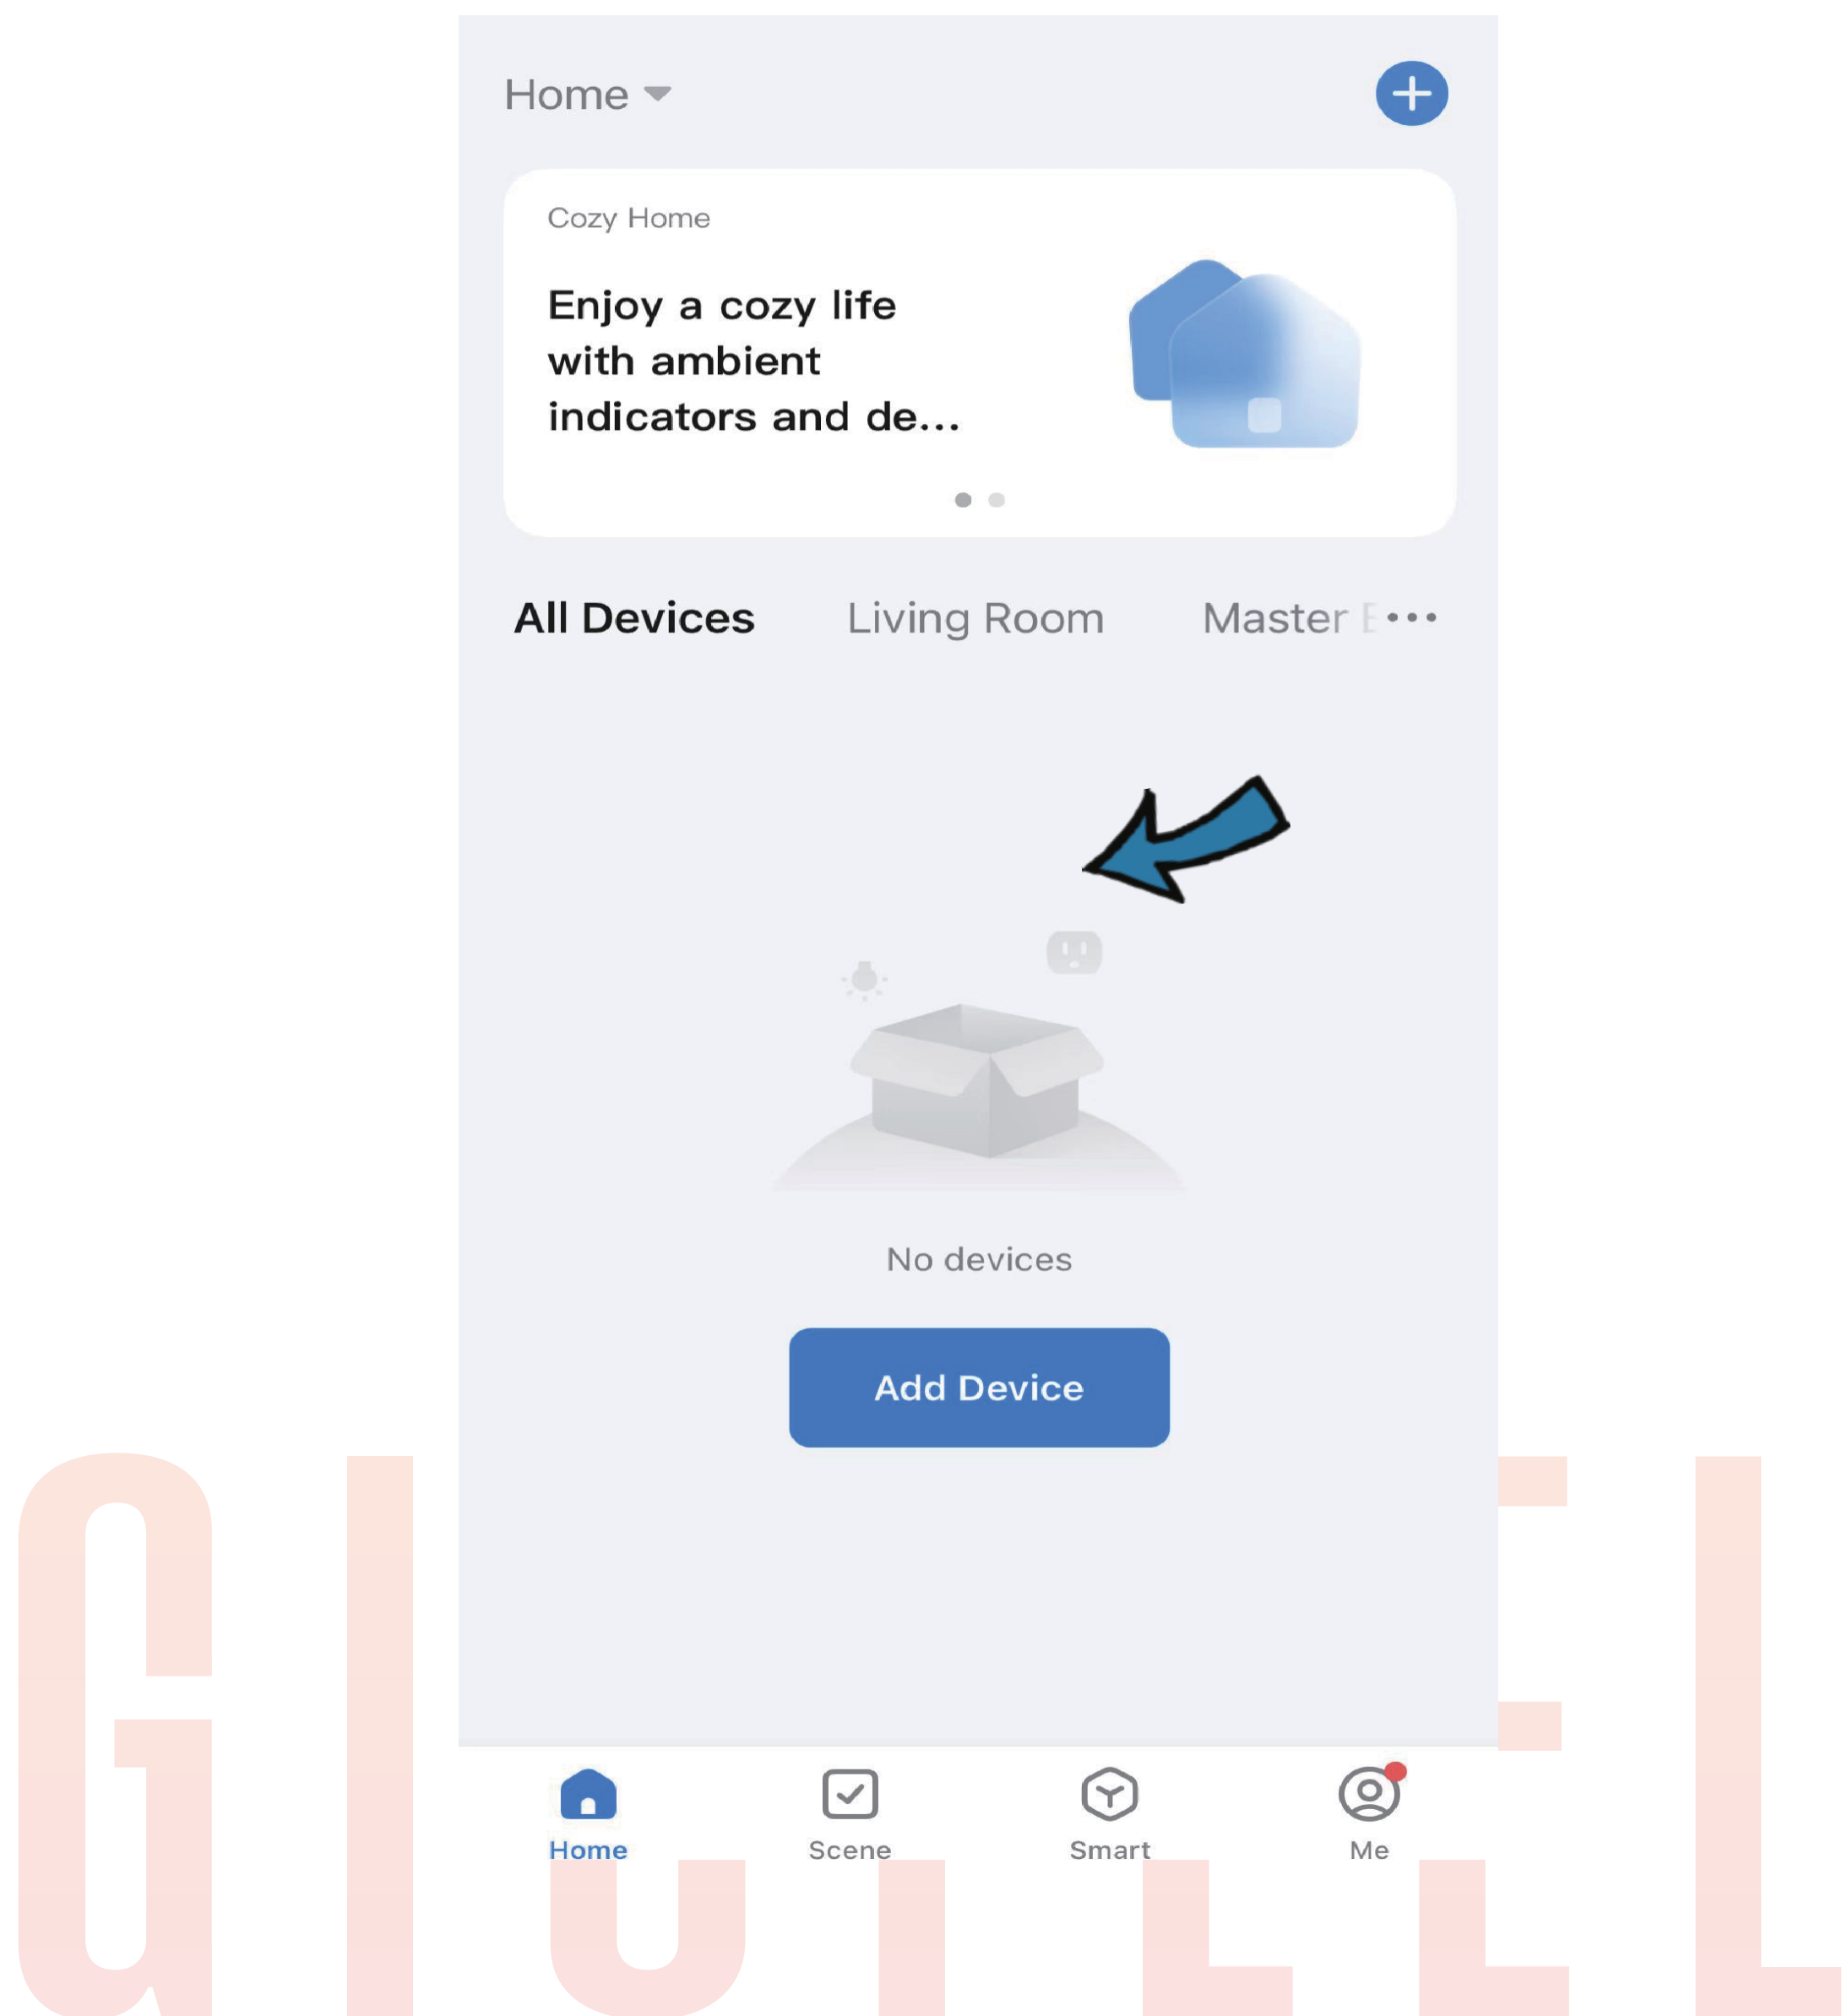 Home
Cozy Home
Enjoy a cozy life
with ambient
indicators and de...
All Devices Living Room Master
No devices
Add Device
Home Scene Smart Me